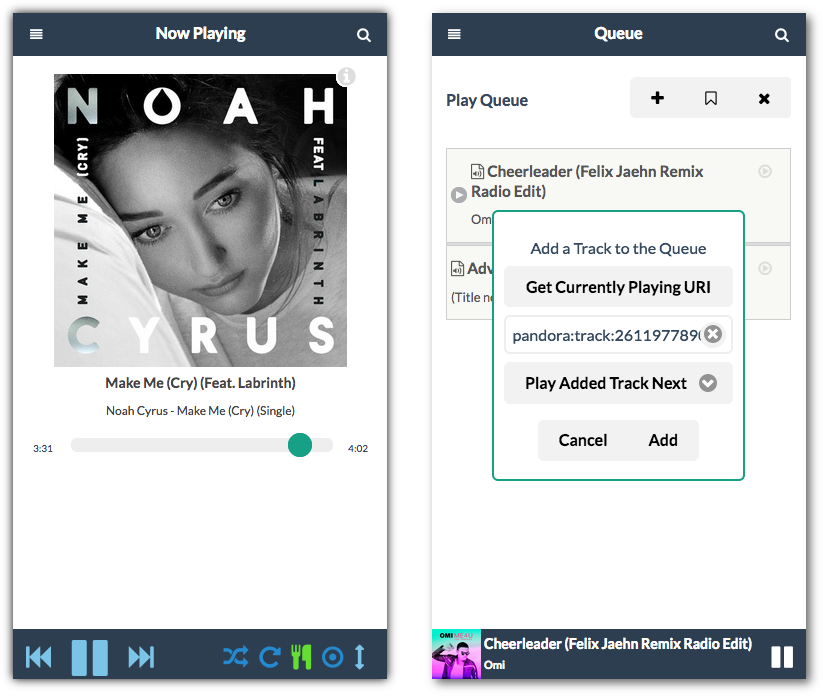 Now Playing
NOAH
MAKE ME (CRY)
FEAT LABRINTH
CYRUS
Make Me (Cry) (Feat. Labrinth)
Noah Cyrus - Make Me (Cry) (Single)
3:31
4:02
Queue
Play Queue
Cheerleader (Felix Jaehn Remix
Radio Edit)
Om
Adv
(Title no
Add a Track to the Queue
Get Currently Playing URI
pandora:track:261197789
Play Added Track Next
Cancel Add
OMI
Cheerleader (Felix Jaehn Remix Radio Edit)
Omi